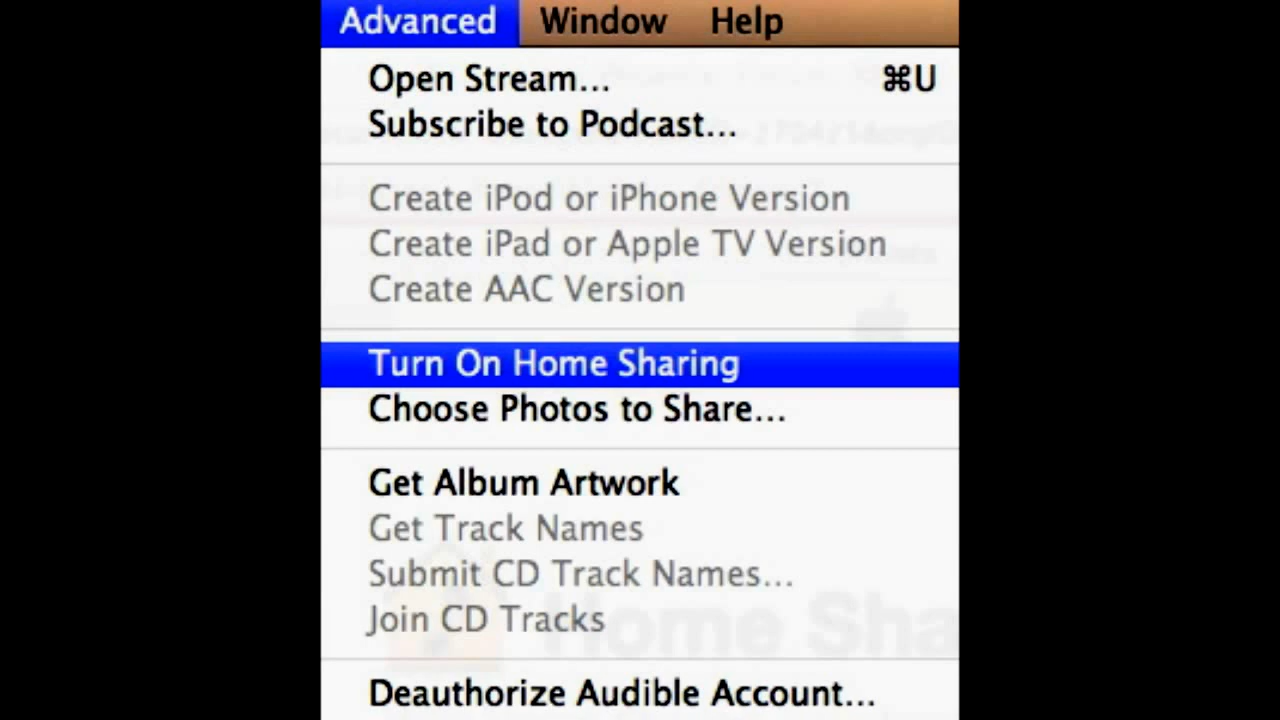 Advanced Window Help
Open Stream... ⌘U
Subscribe to Podcast...
Create iPod or iPhone Version
Create iPad or Apple TV Version
Create AAC Version
Turn On Home Sharing
Choose Photos to Share...
Get Album Artwork
Get Track Names
Submit CD Track Names...
Join CD Tracks
Home Sha
Deauthorize Audible Account...